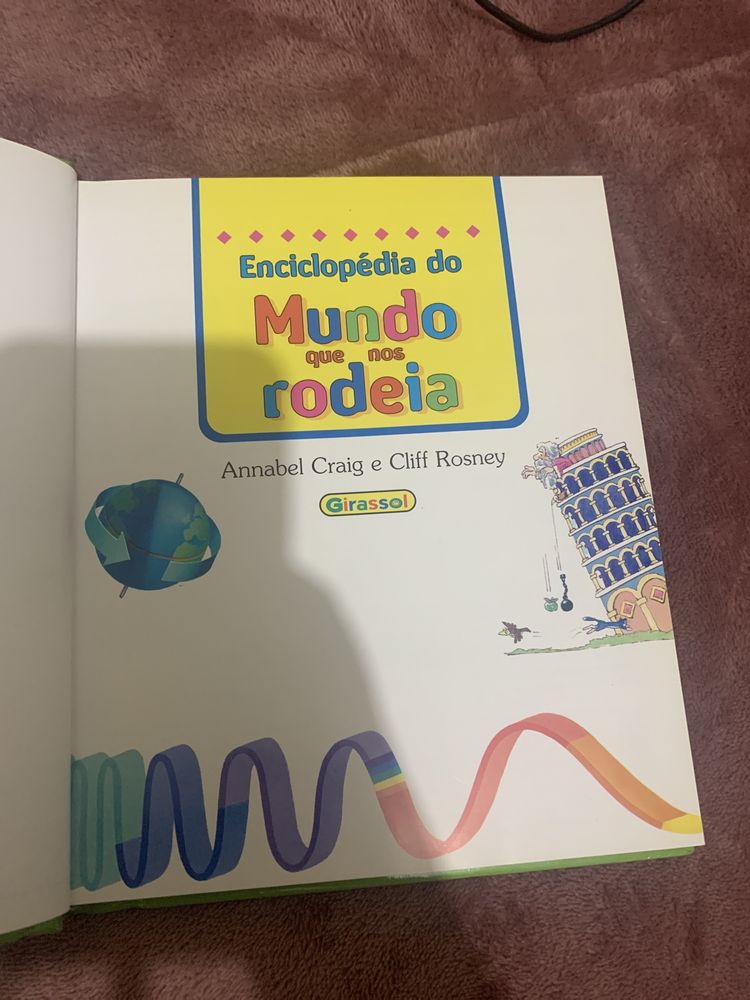 Enciclopédia do
Mundo
que nos
rodeia
Annabel Craig e Cliff Rosney
Girassol